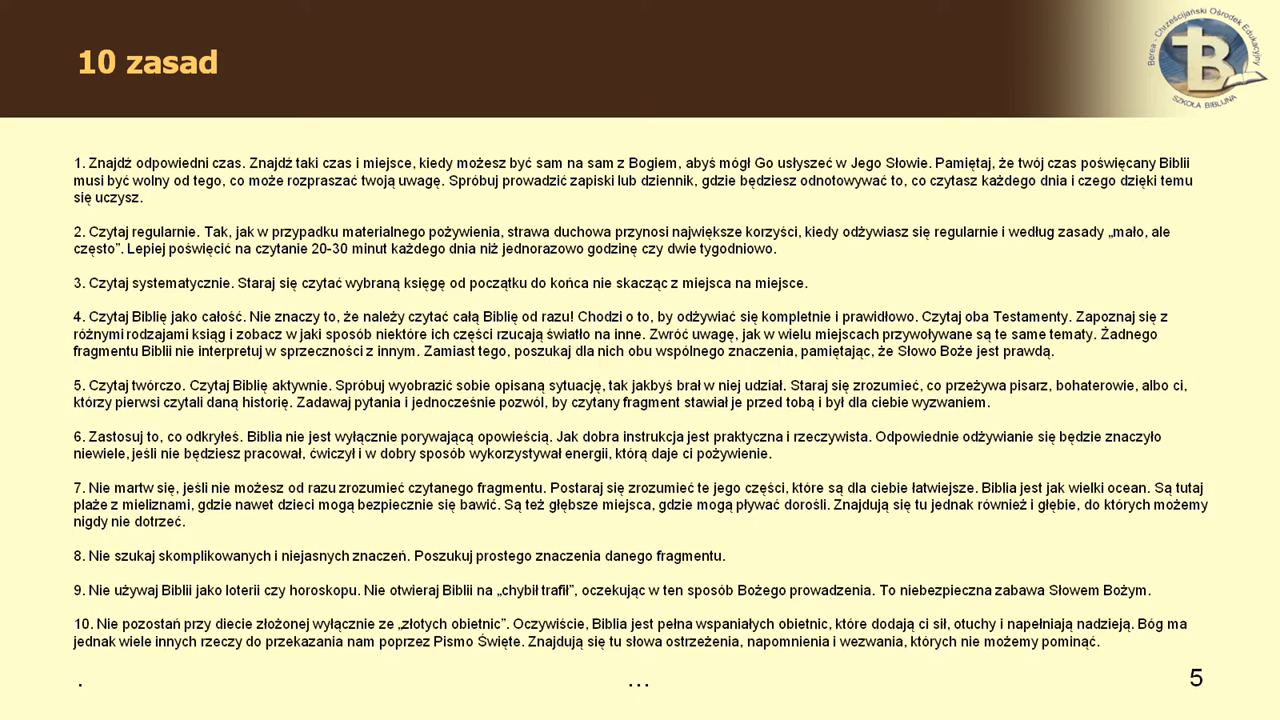 10 zasad
Berea - Chrześcijański Ośrodek Edukacyjny
B
SZKOŁA BIBLIJNA
1. Znajdź odpowiedni czas. Znajdź taki czas i miejsce, kiedy możesz być sam na sam z Bogiem, abyś mógł Go usłyszeć w Jego Słowie. Pamiętaj, że twój czas poświęcany Biblii
musi być wolny od tego, co może rozpraszać twoją uwagę. Spróbuj prowadzić zapiski lub dziennik, gdzie będziesz odnotowywać to, co czytasz każdego dnia i czego dzięki temu
się uczysz.
2. Czytaj regularnie. Tak, jak w przypadku materialnego pożywienia, strawa duchowa przynosi największe korzyści, kiedy odżywiasz się regularnie i według zasady „mało, ale
często”. Lepiej poświęcić na czytanie 20-30 minut każdego dnia niż jednorazowo godzinę czy dwie tygodniowo.
3. Czytaj systematycznie. Staraj się czytać wybraną księgę od początku do końca nie skacząc z miejsca na miejsce.
4. Czytaj Biblię jako całość. Nie znaczy to, że należy czytać całą Biblię od razu! Chodzi o to, by odżywiać się kompletnie i prawidłowo. Czytaj oba Testamenty. Zapoznaj się z
różnymi rodzajami ksiąg i zobacz w jaki sposób niektóre ich części rzucają światło na inne. Zwróć uwagę, jak w wielu miejscach przywoływane są te same tematy. Żadnego
fragmentu Biblii nie interpretuj w sprzeczności z innym. Zamiast tego, poszukaj dla nich obu wspólnego znaczenia, pamiętając, że Słowo Boże jest prawdą.
5. Czytaj twórczo. Czytaj Biblię aktywnie. Spróbuj wyobrazić sobie opisaną sytuację, tak jakbyś brał w niej udział. Staraj się zrozumieć, co przeżywa pisarz, bohaterowie, albo ci,
którzy pierwsi czytali daną historię. Zadawaj pytania i jednocześnie pozwól, by czytany fragment stawiał je przed tobą i był dla ciebie wyzwaniem.
6. Zastosuj to, co odkryłeś. Biblia nie jest wyłącznie porywającą opowieścią. Jak dobra instrukcja jest praktyczna i rzeczywista. Odpowiednie odżywianie się będzie znaczyło
niewiele, jeśli nie będziesz pracował, ćwiczył i w dobry sposób wykorzystywał energii, którą daje ci pożywienie.
7. Nie martw się, jeśli nie możesz od razu zrozumieć czytanego fragmentu. Postaraj się zrozumieć te jego części, które są dla ciebie łatwiejsze. Biblia jest jak wielki ocean. Są tutaj
plaże z mieliznami, gdzie nawet dzieci mogą bezpiecznie się bawić. Są też głębsze miejsca, gdzie mogą pływać dorośli. Znajdują się tu jednak również i głębie, do których możemy
nigdy nie dotrzeć.
8. Nie szukaj skomplikowanych i niejasnych znaczeń. Poszukuj prostego znaczenia danego fragmentu.
9. Nie używaj Biblii jako loterii czy horoskopu. Nie otwieraj Biblii na „chybił trafił”, oczekując w ten sposób Bożego prowadzenia. To niebezpieczna zabawa Słowem Bożym.
10. Nie pozostań przy diecie złożonej wyłącznie ze „złotych obietnic”. Oczywiście, Biblia jest pełna wspaniałych obietnic, które dodają ci sił, otuchy i napełniają nadzieją. Bóg ma
jednak wiele innych rzeczy do przekazania nam poprzez Pismo Święte. Znajdują się tu słowa ostrzeżenia, napomnienia i wezwania, których nie możemy pominąć.
. ... 5